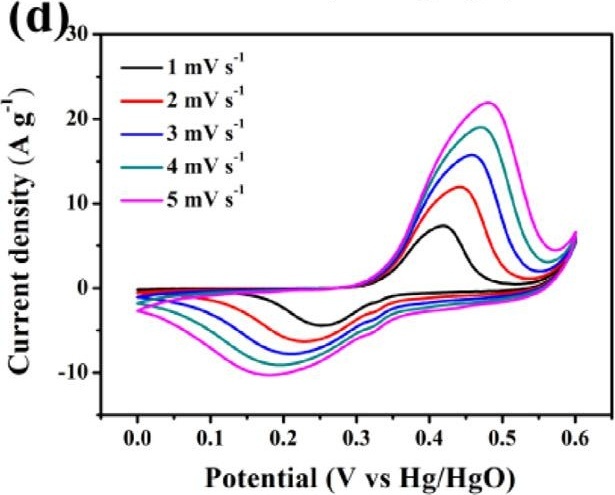 (d)
30
20
10
0
-10
Current density (A g⁻¹)
1 mV s⁻¹
2 mV s⁻¹
3 mV s⁻¹
4 mV s⁻¹
5 mV s⁻¹
0.0 0.1 0.2 0.3 0.4 0.5 0.6
Potential (V vs Hg/HgO)